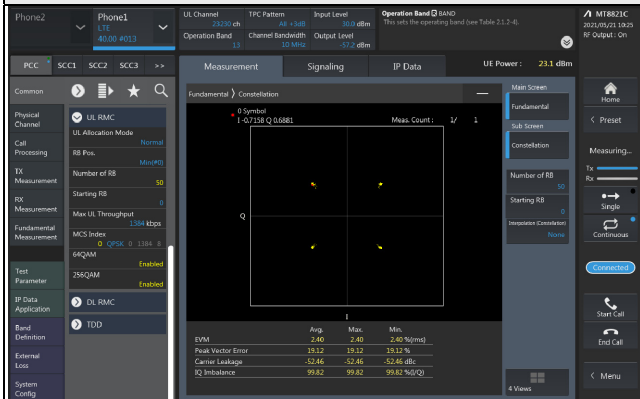 Phone2
Phone1
LTE
40.00 #013
UL Channel
23230 ch
TPC Pattern
All +3dB
Input Level
30.0 dBm
Operation Band
13
Channel Bandwidth
10 MHz
Output Level
-57.2 dBm
Operation Band BAND
This sets the operating band (see Table 2.1.2-4).
MT8821C
2021/05/21 10:25
RF Output : On
PCC
SCC1
SCC2
SCC3
>>
Measurement
Signaling
IP Data
UE Power : 23.1 dBm
Common
Physical
Channel
Call
Processing
TX
Measurement
RX
Measurement
Fundamental
Measurement
Test
Parameter
IP Data
Application
Band
Definition
External
Loss
System
Config
UL RMC
UL Allocation Mode
Normal
RB Pos.
Min(#0)
Number of RB
50
Starting RB
0
Max UL Throughput
1384 kbps
MCS Index
0 QPSK 0 1384 8
64QAM
Enabled
256QAM
Enabled
DL RMC
TDD
Fundamental > Constellation
0 Symbol
I -0.7158 Q 0.6881
Meas. Count : 1/ 1
Q
I
Avg. Max. Min.
EVM 2.40 2.40 2.40 %(rms)
Peak Vector Error 19.12 19.12 19.12 %
Carrier Leakage -52.46 -52.46 -52.46 dBc
IQ Imbalance 99.82 99.82 99.82 %(I/Q)
Main Screen
Fundamental
Sub Screen
Constellation
Number of RB
50
Starting RB
0
Interpolation (Constellation)
None
4 Views
Home
< Preset
Measuring...
Tx
Rx
Single
Continuous
Connected
Start Call
End Call
< Menu